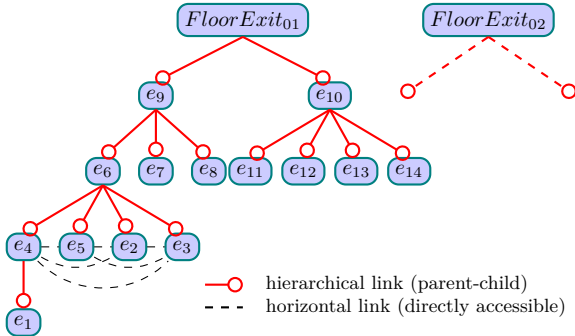 FloorExit₀₁ FloorExit₀₂
e₉ e₁₀
e₆ e₇ e₈ e₁₁ e₁₂ e₁₃ e₁₄
e₄ e₅ e₂ e₃
hierarchical link (parent-child)
horizontal link (directly accessible)
e₁